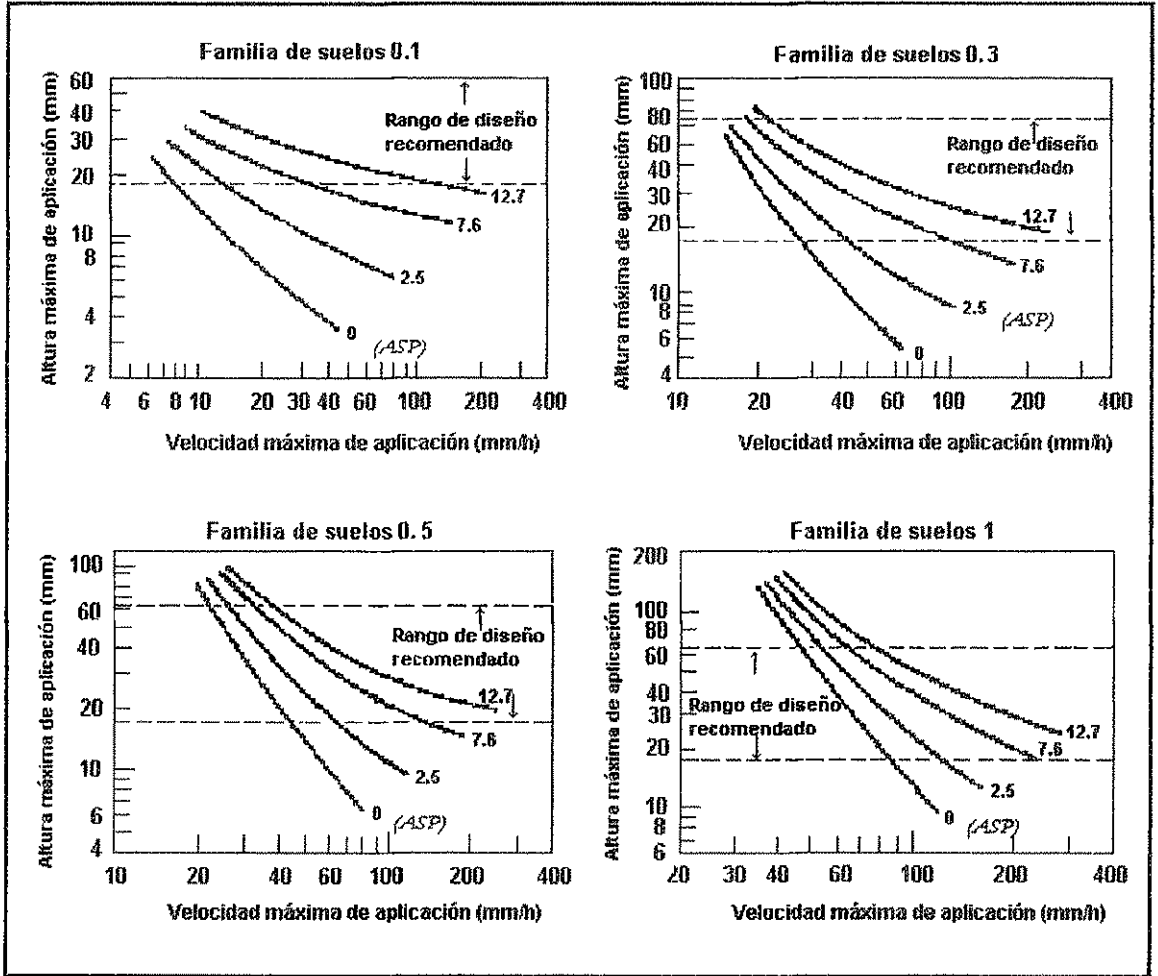 Familia de suelos 0.1
Altura máxima de aplicación (mm)
60
40
30
20
10
8
6
4
2
Rango de diseño
recomendado
12.7
7.6
2.5
0
(ASP)
4 6 8 10 20 30 40 60 100 200 400
Velocidad máxima de aplicación (mm/h)
Familia de suelos 0.3
Altura máximo de aplicación (mm)
100
80
60
40
30
20
10
8
6
4
Rango de diseño
recomendado
12.7
7.6
2.5
(ASP)
0
10 20 40 60 100 200 400
Velocidad máxima de aplicación (mm/h)
Familia de suelos 0.5
Altura máxima de aplicación (mm)
100
60
40
20
10
6
4
Rango de diseño
recomendado
12.7
7.6
2.5
0
(ASP)
10 20 40 60 100 200 400
Velocidad máxima de aplicación (mm/h)
Familia de suelos 1
Altura máxima de aplicación (mm)
200
100
80
60
40
30
20
10
8
6
Rango de diseño
recomendado
12.7
7.6
2.5
0
(ASP)
20 30 40 60 100 200 400
Velocidad máxima de aplicación (mm/h)